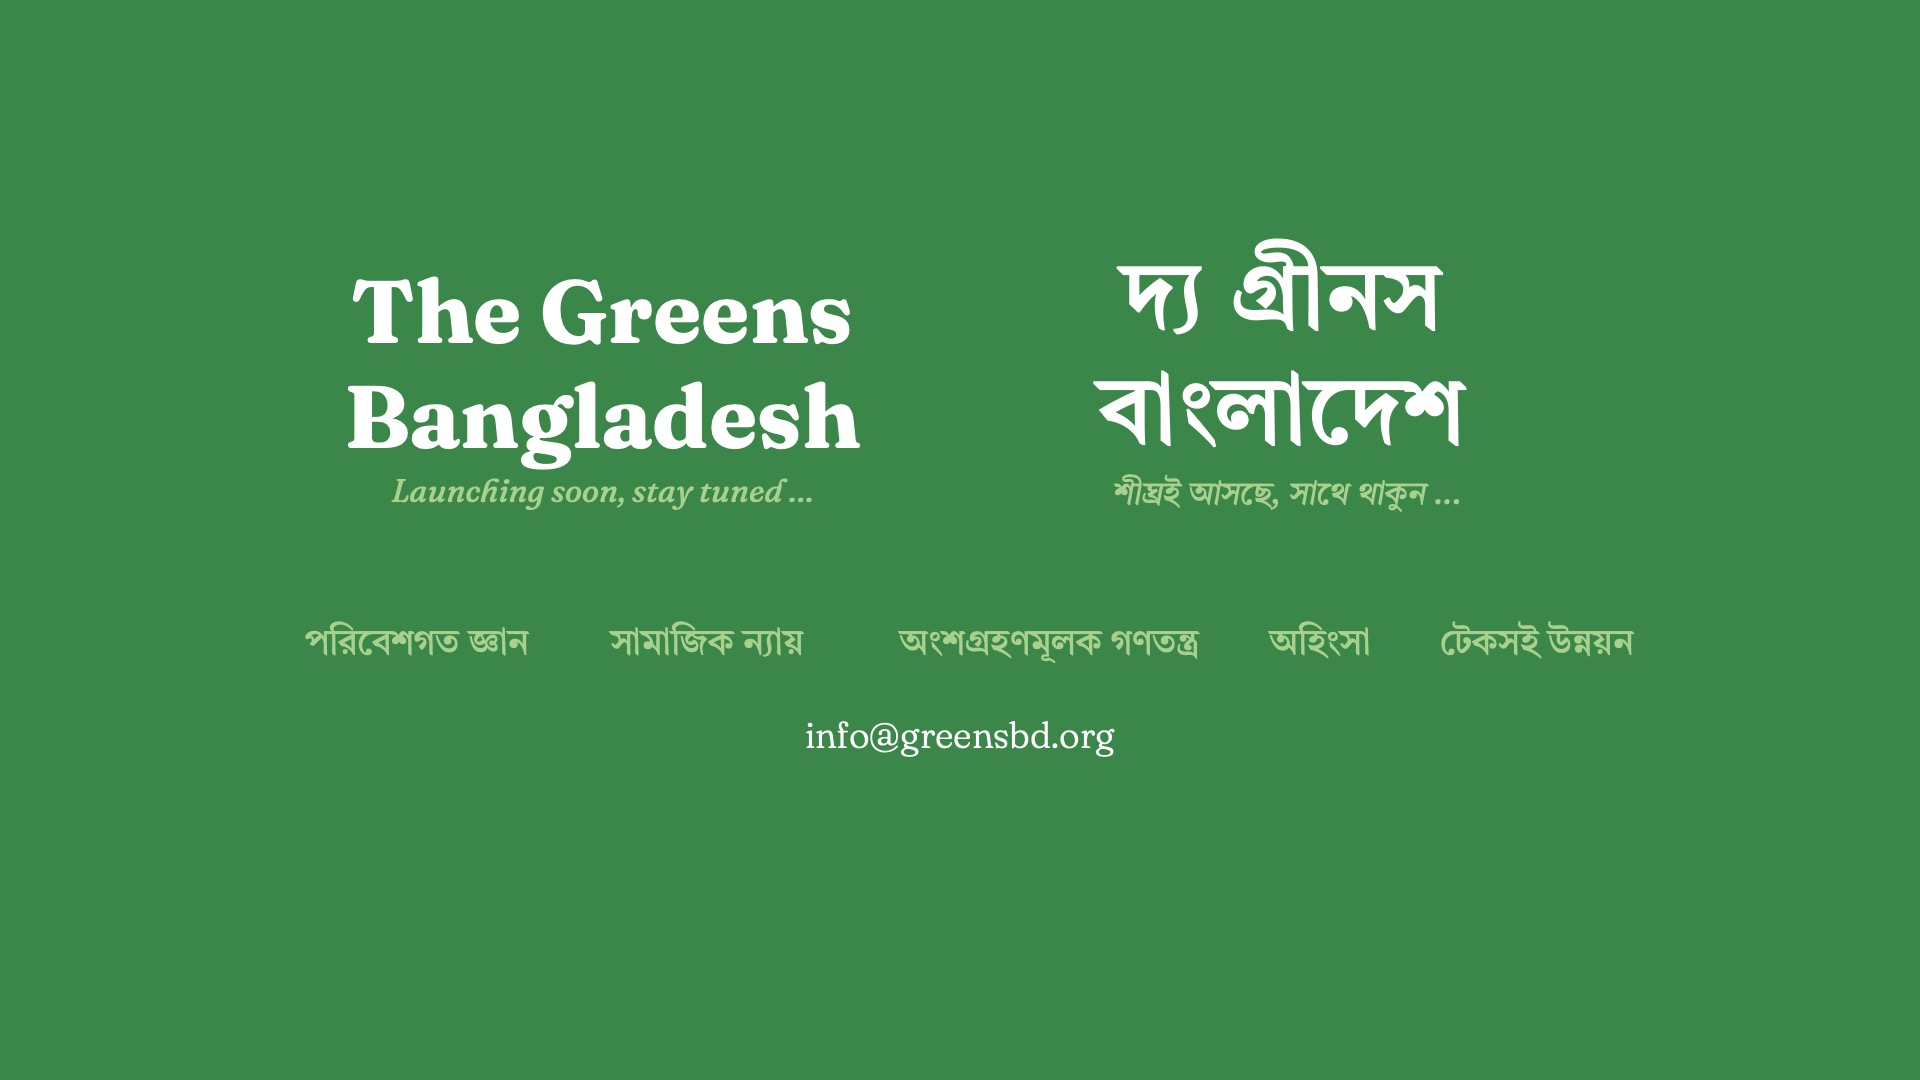 The Greens
Bangladesh
Launching soon, stay tuned ...
দ্য গ্রীনস
বাংলাদেশ
শীঘ্রই আসছে, সাথে থাকুন ...
পরিবেশগত জ্ঞান সামাজিক ন্যায় অংশগ্রহণমূলক গণতন্ত্র অহিংসা টেকসই উন্নয়ন
info@greensbd.org